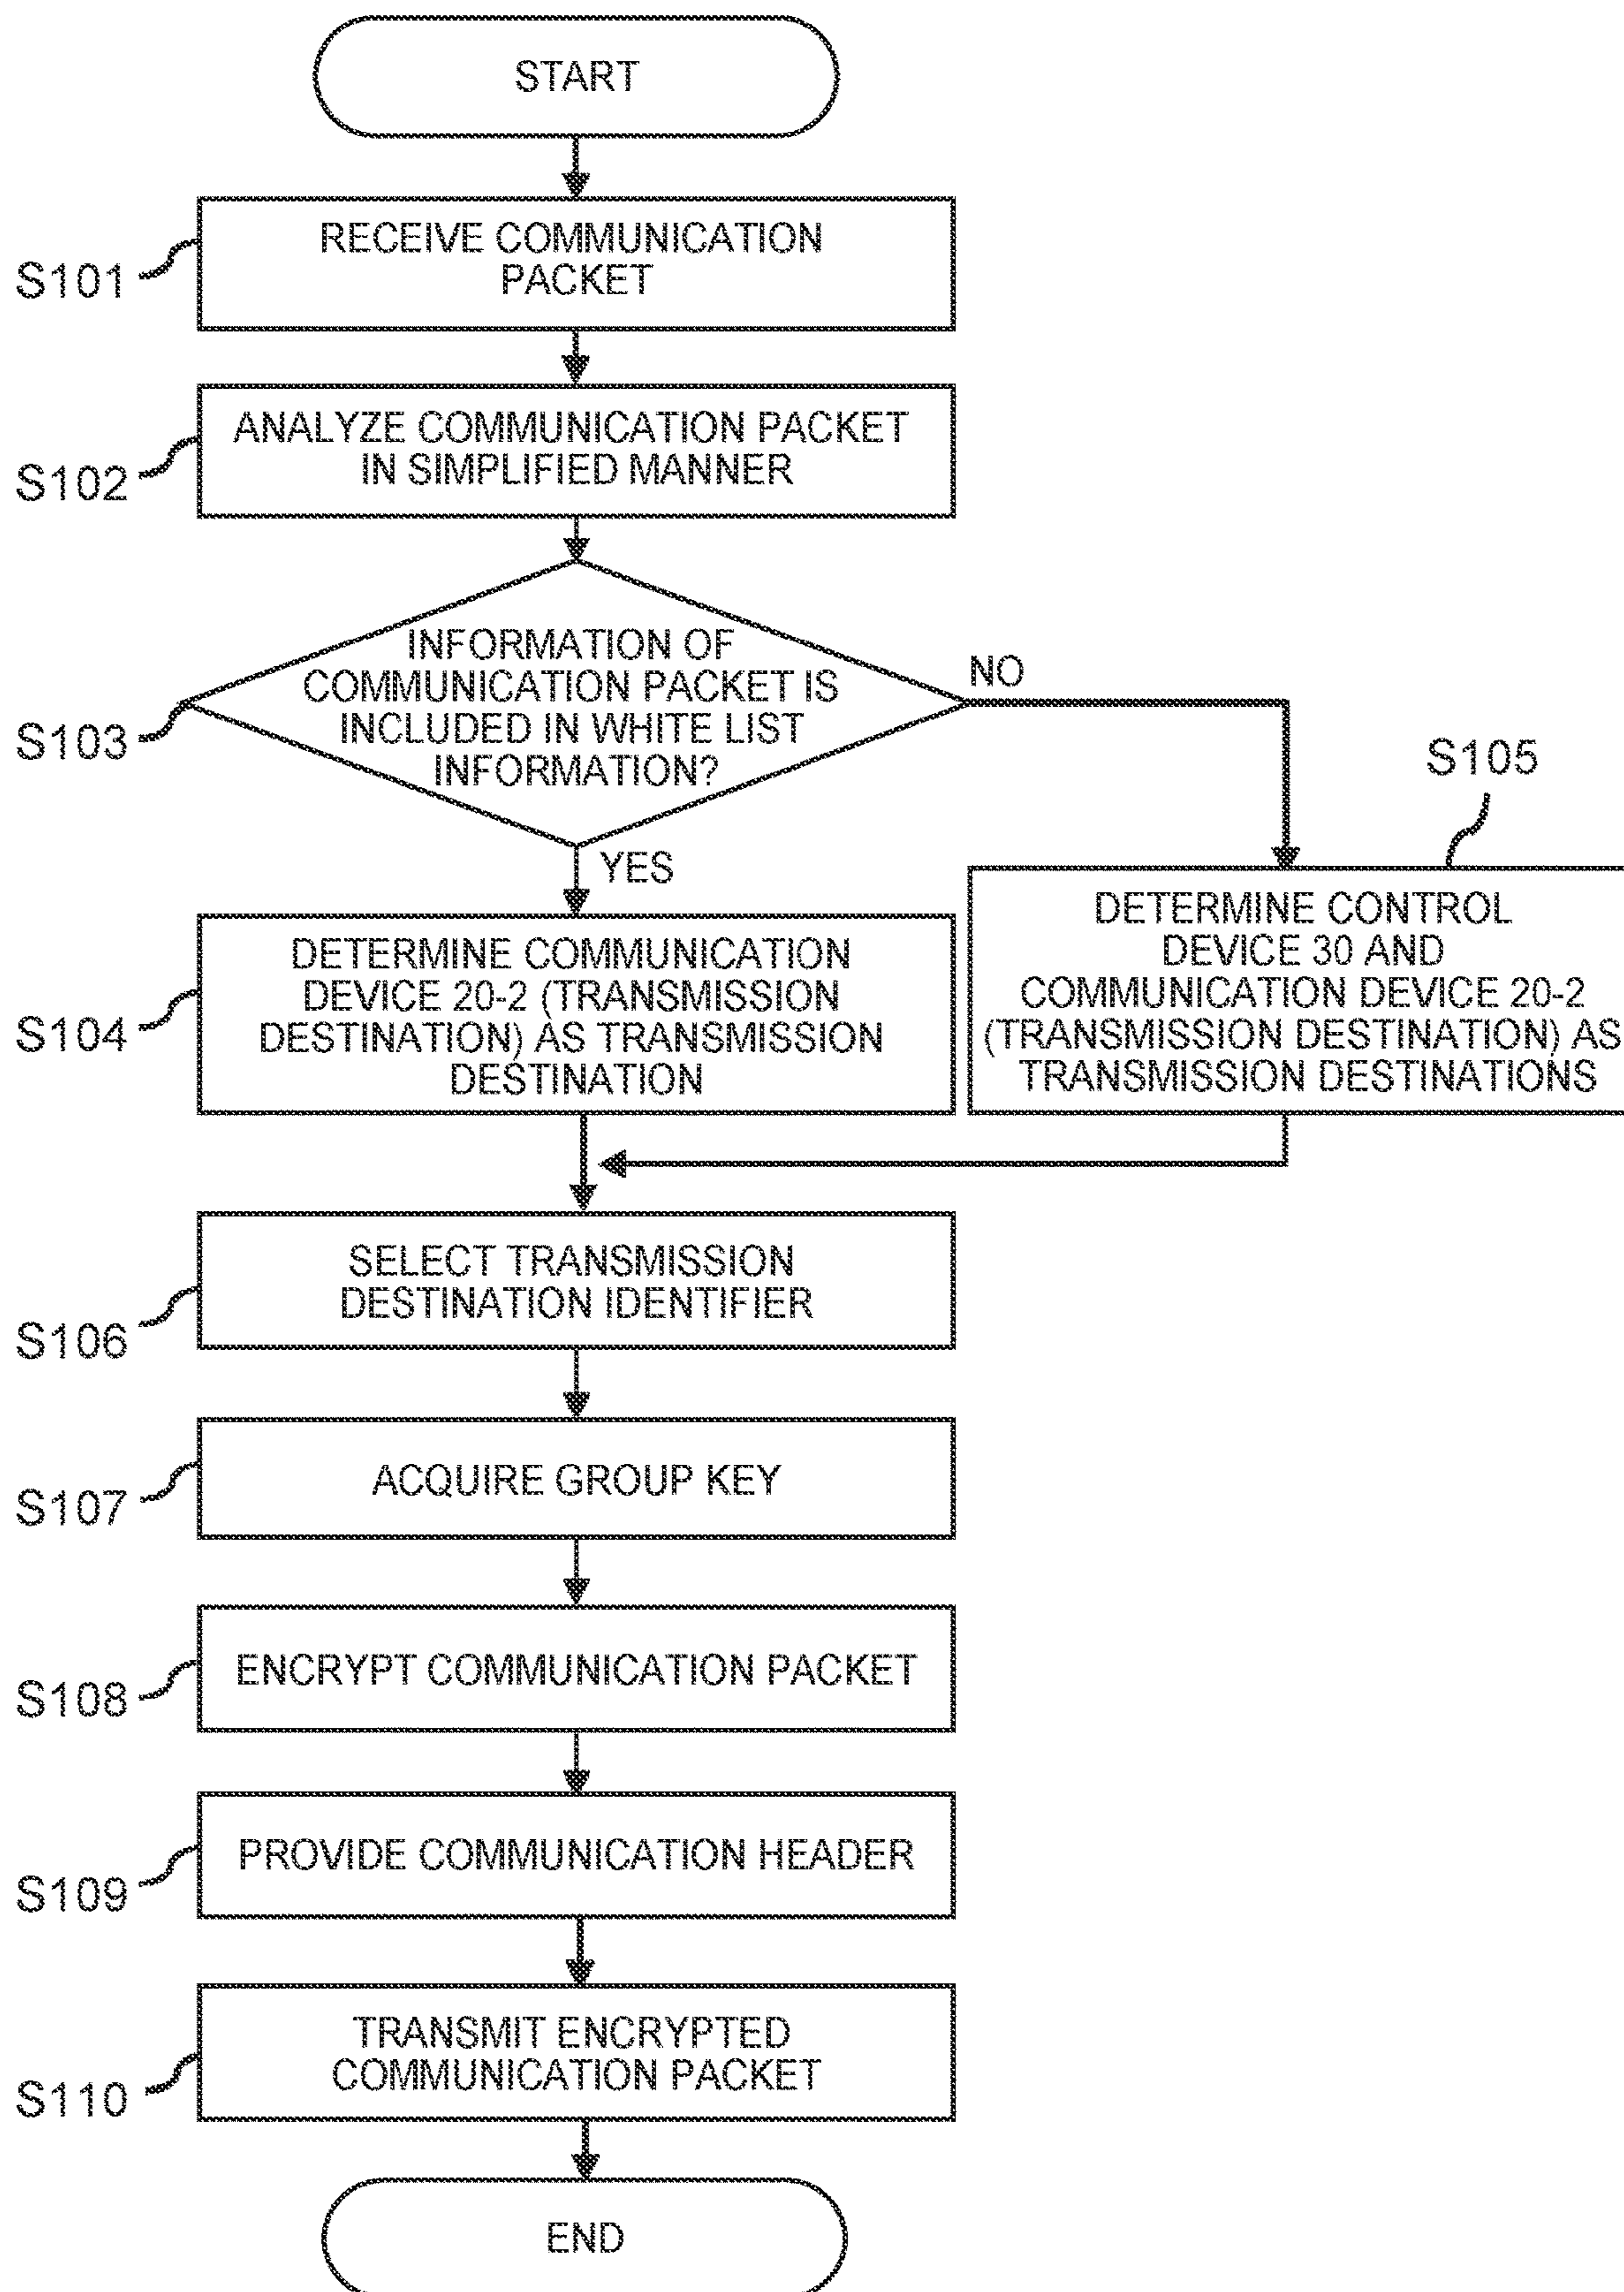 START
S101
RECEIVE COMMUNICATION
PACKET
S102
ANALYZE COMMUNICATION PACKET
IN SIMPLIFIED MANNER
S103
INFORMATION OF
COMMUNICATION PACKET IS
INCLUDED IN WHITE LIST
INFORMATION?
NO
YES
S104
DETERMINE COMMUNICATION
DEVICE 20-2 (TRANSMISSION
DESTINATION) AS TRANSMISSION
DESTINATION
S105
DETERMINE CONTROL
DEVICE 30 AND
COMMUNICATION DEVICE 20-2
(TRANSMISSION DESTINATION) AS
TRANSMISSION DESTINATIONS
S106
SELECT TRANSMISSION
DESTINATION IDENTIFIER
S107
ACQUIRE GROUP KEY
S108
ENCRYPT COMMUNICATION PACKET
S109
PROVIDE COMMUNICATION HEADER
S110
TRANSMIT ENCRYPTED
COMMUNICATION PACKET
END